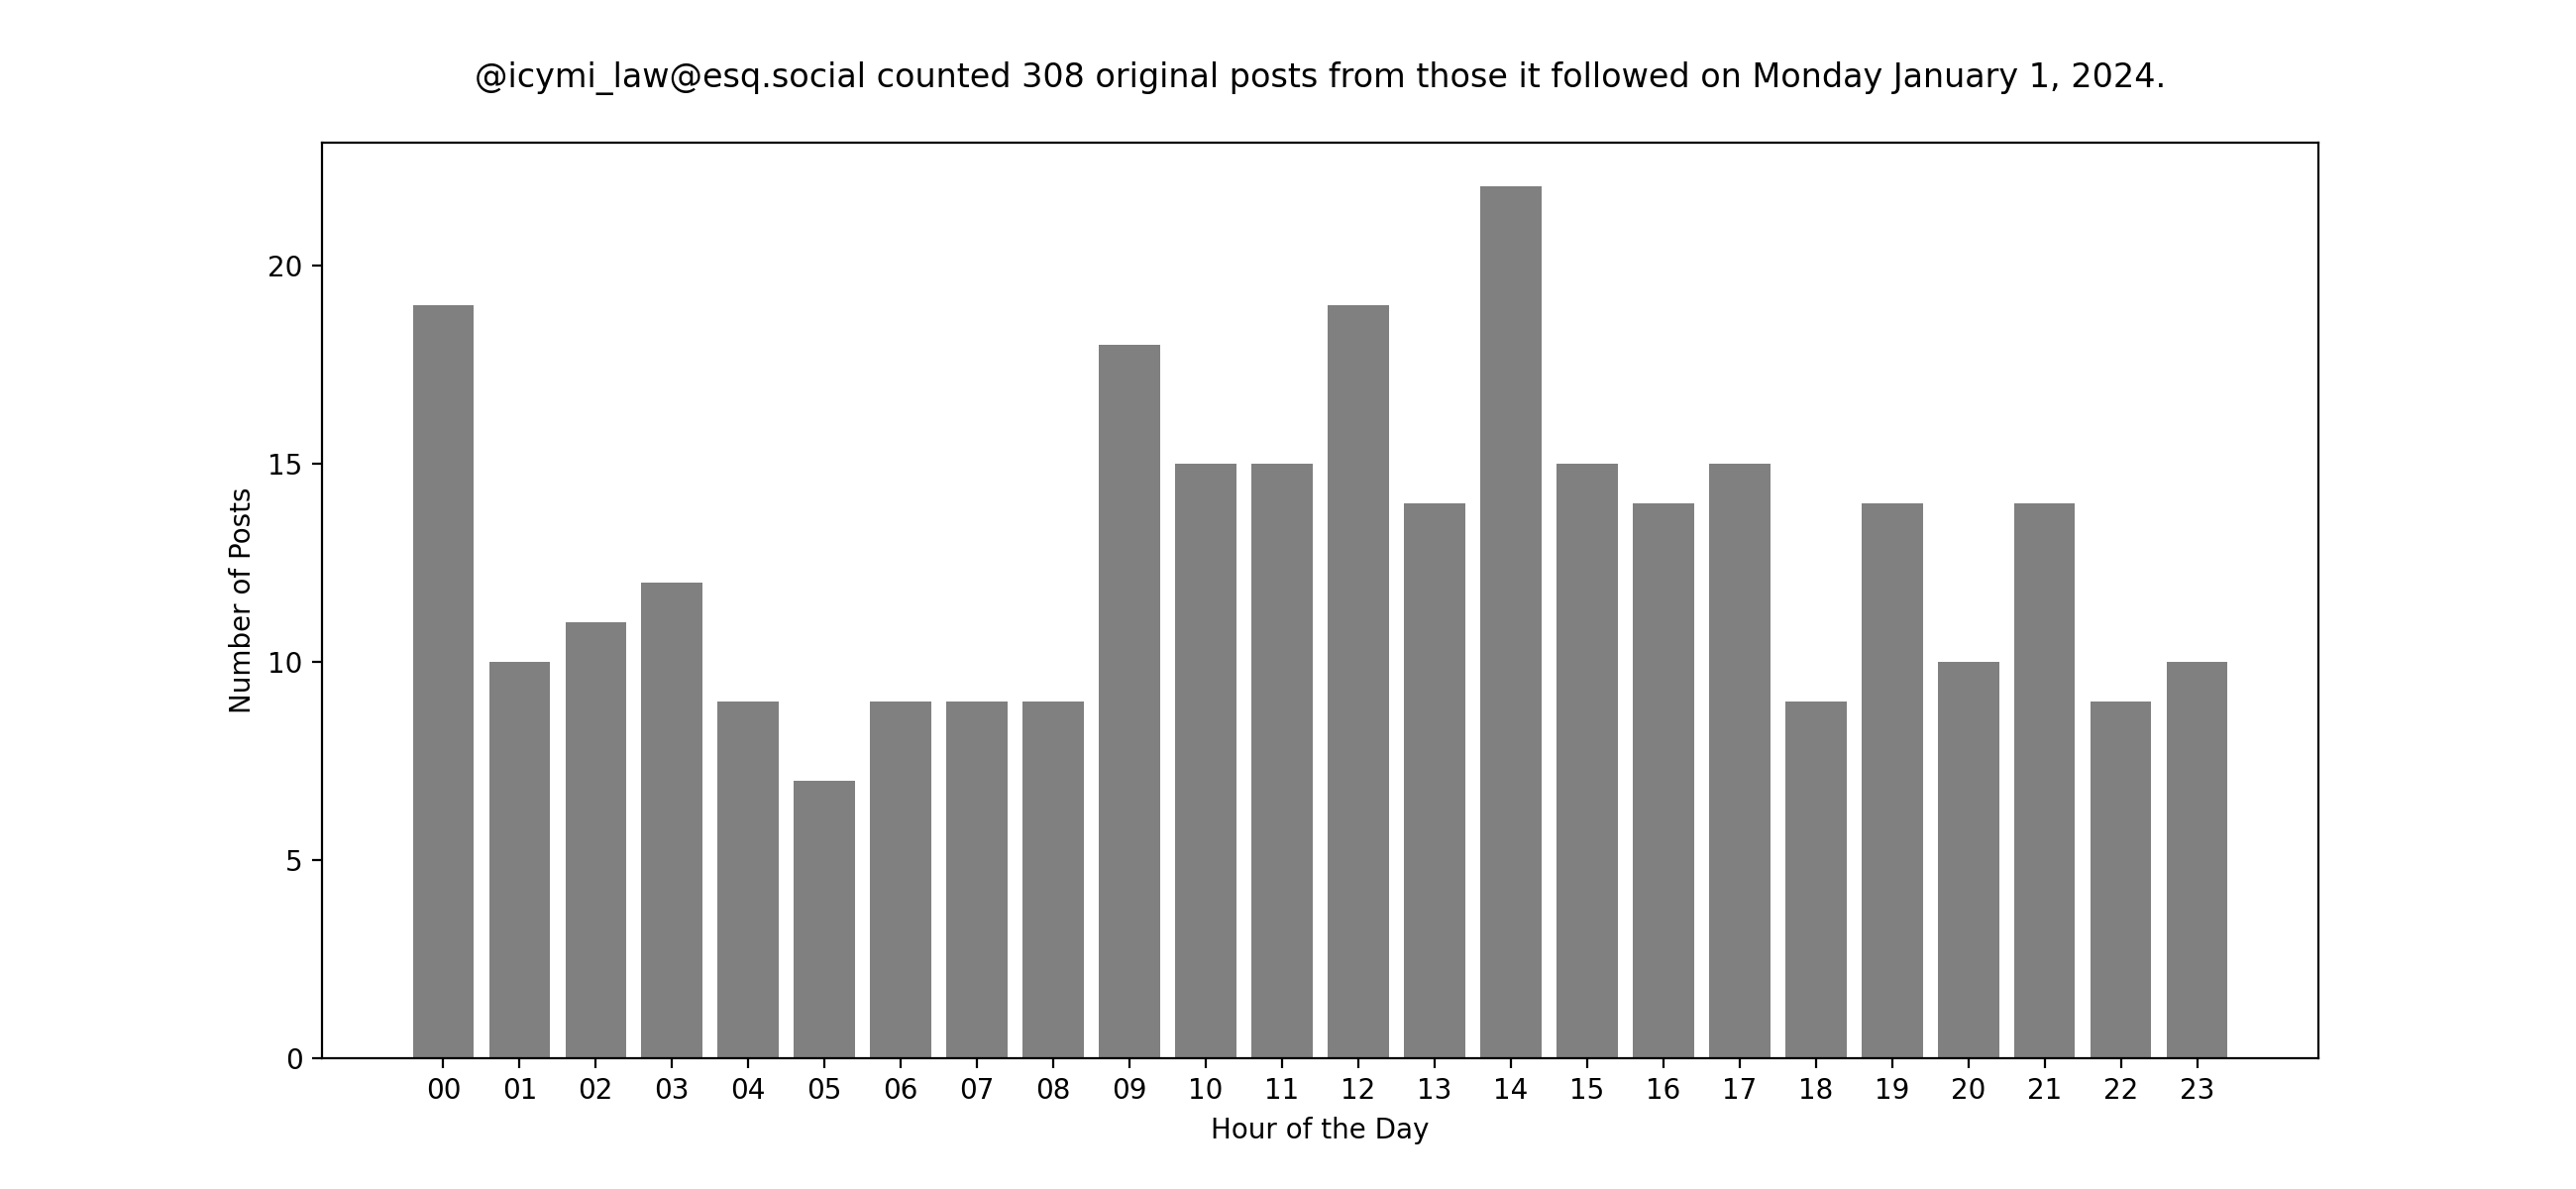 @icymi_law@esq.social counted 308 original posts from those it followed on Monday January 1, 2024.
20
15
10
5
0
Number of Posts
00 01 02 03 04 05 06 07 08 09 10 11 12 13 14 15 16 17 18 19 20 21 22 23
Hour of the Day